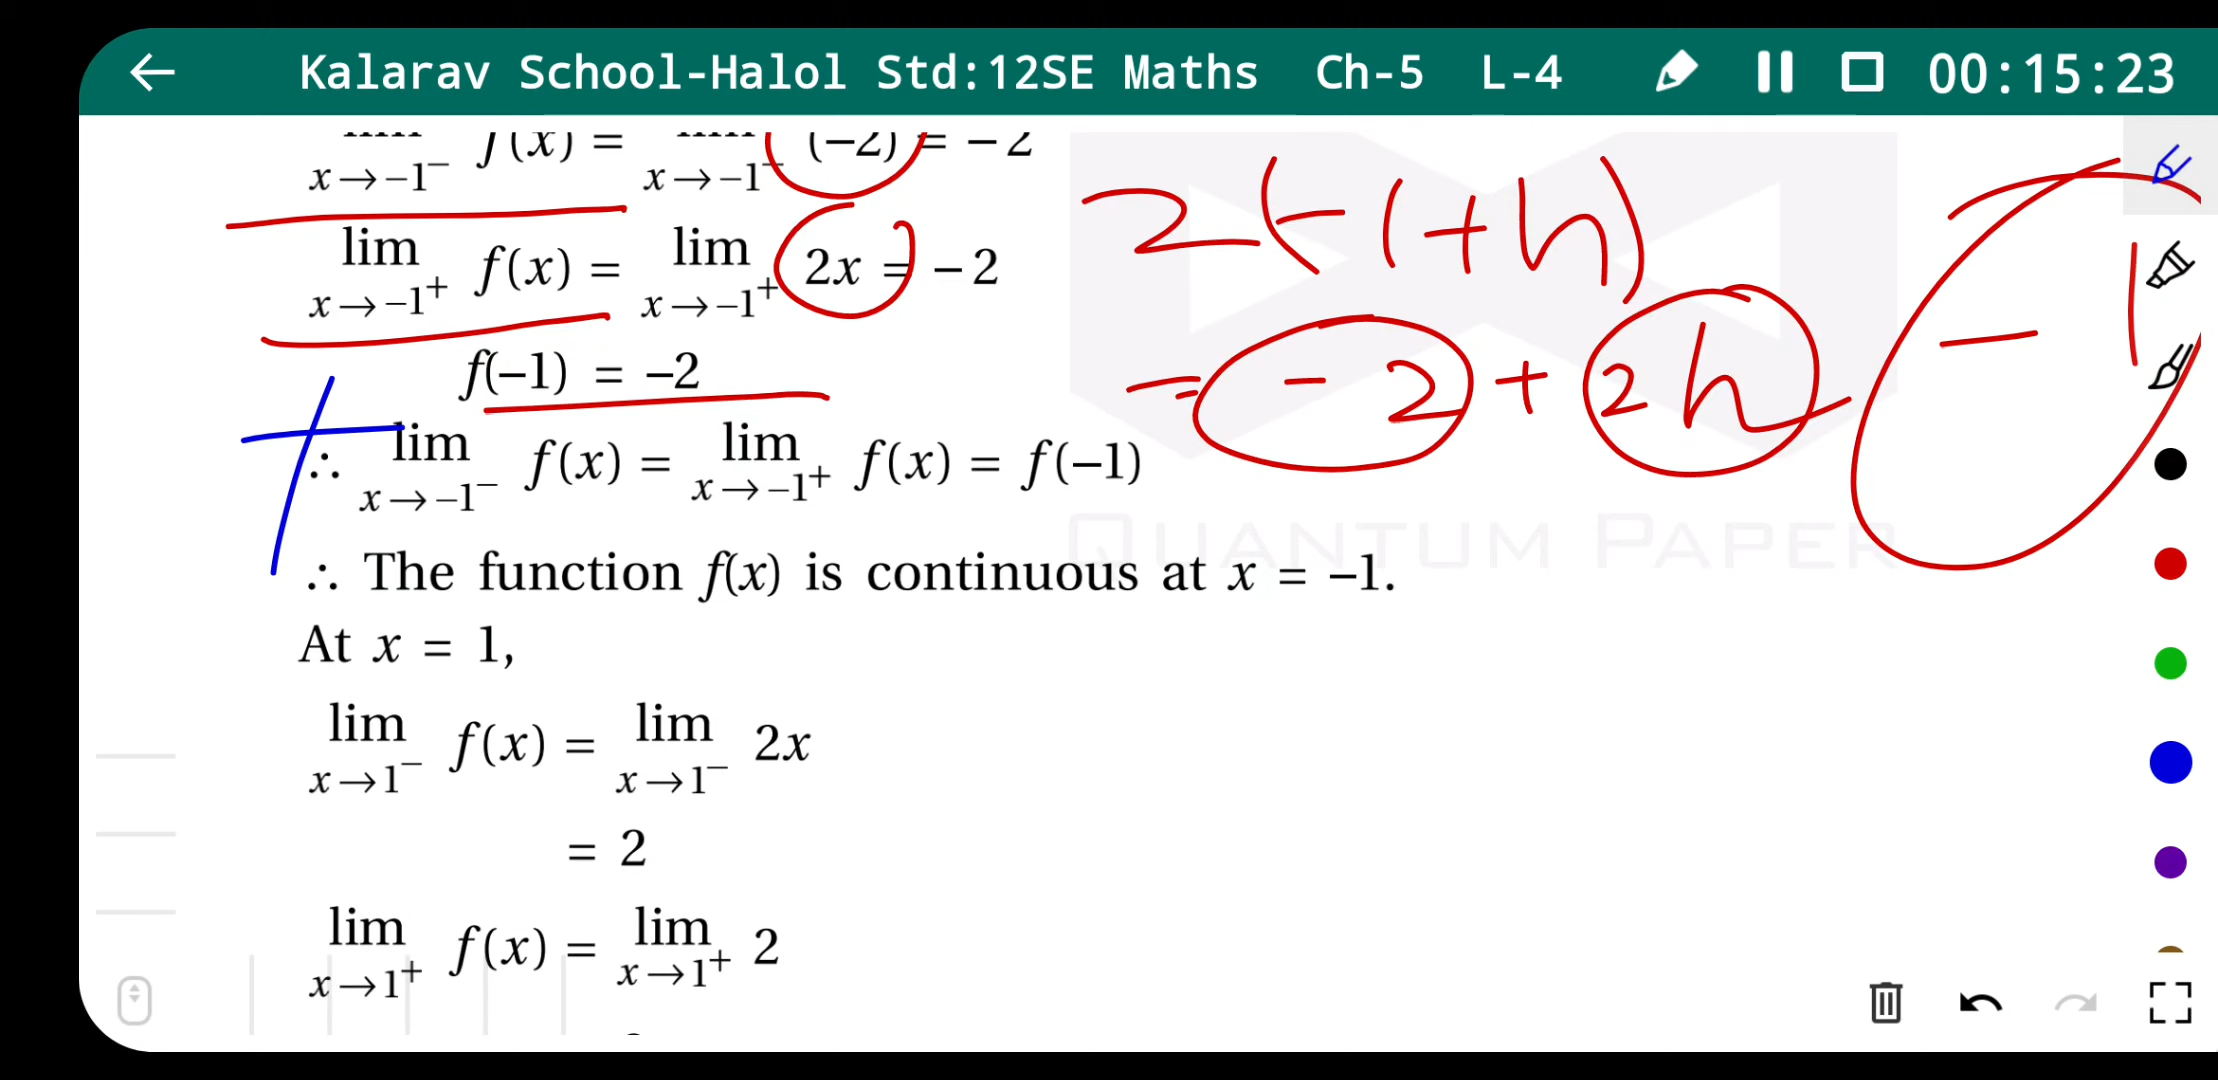 Kalarav School-Halol Std:12SE Maths Ch-5 L-4 00:15:23
lim x→−1⁻ f(x) = lim x→−1⁻ (−2) = −2
lim x→−1⁺ f(x) = lim x→−1⁺ 2x = −2
f(−1) = −2
∴ lim x→−1⁻ f(x) = lim x→−1⁺ f(x) = f(−1)
∴ The function f(x) is continuous at x = −1.
At x = 1,
lim x→1⁻ f(x) = lim x→1⁻ 2x
= 2
lim x→1⁺ f(x) = lim x→1⁺ 2
2(−1+h)
= −2 + 2h
−1
QUANTUM PAPER